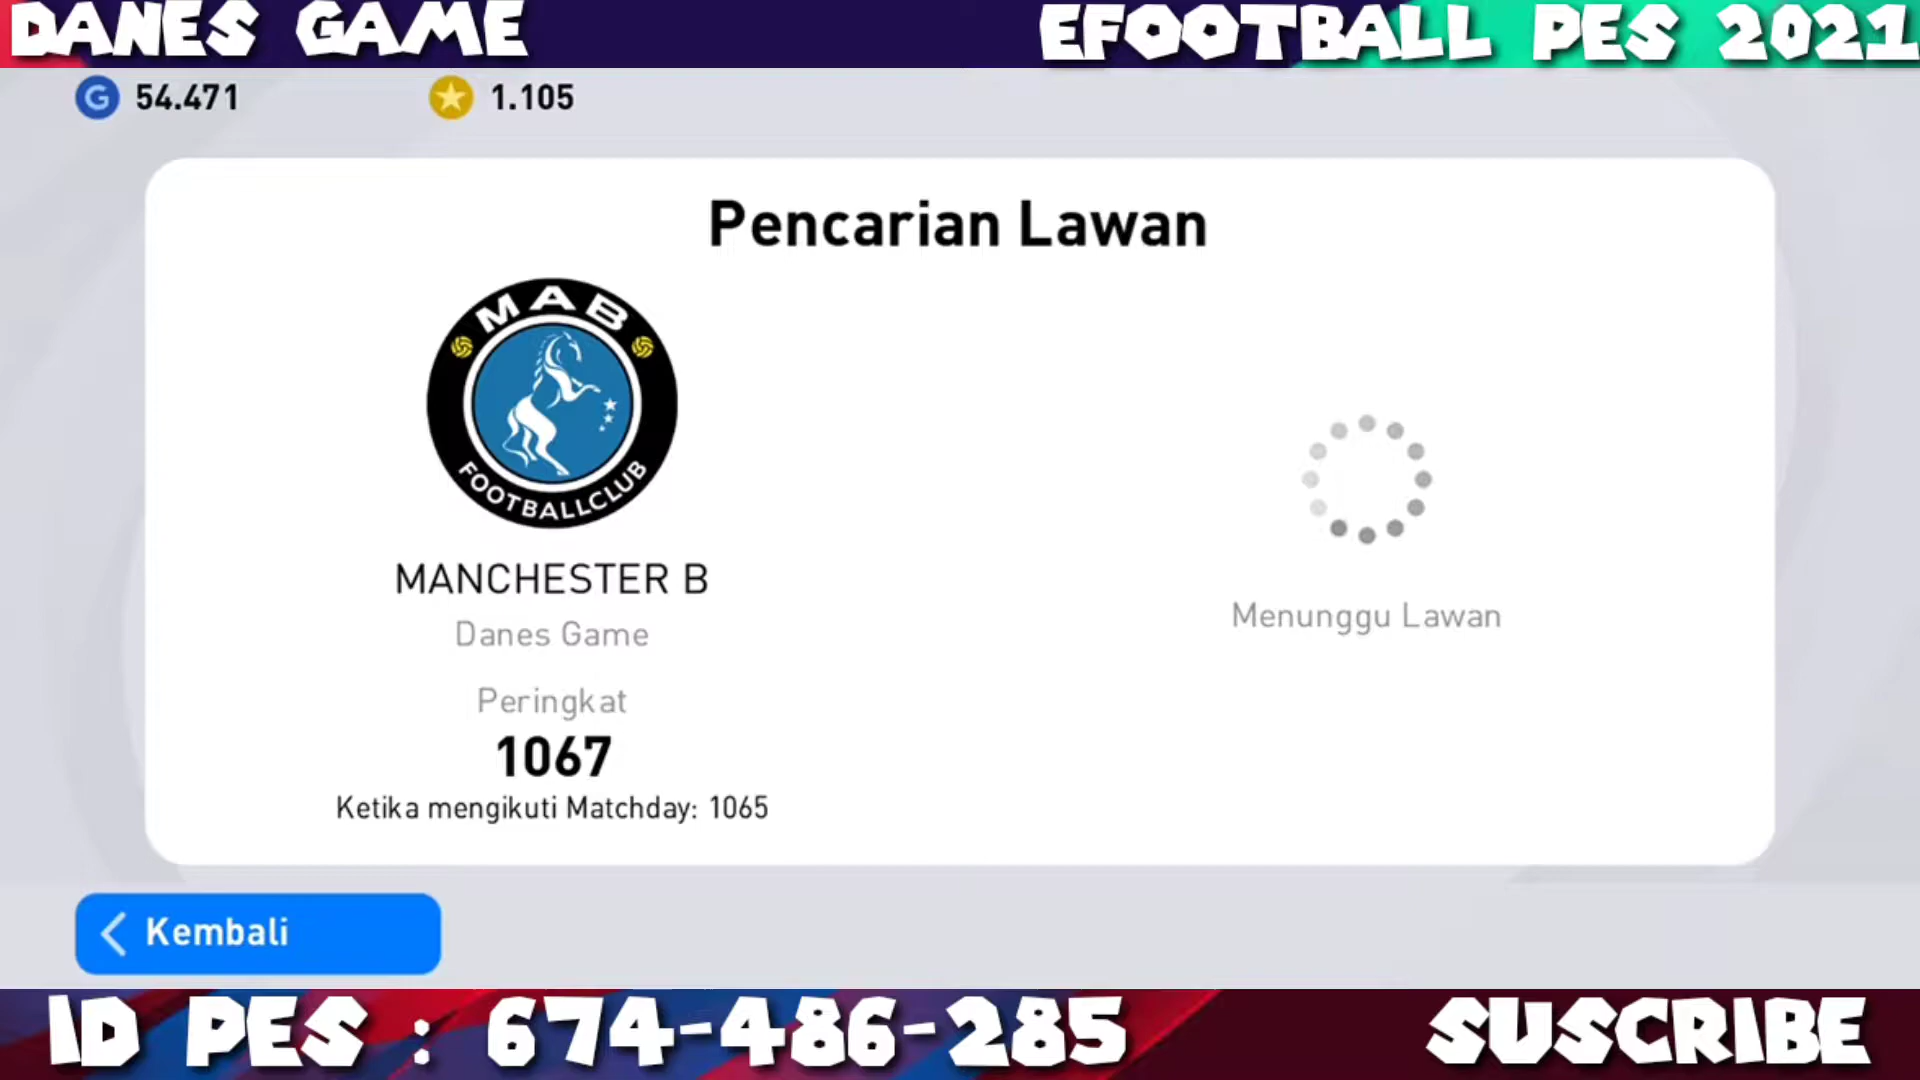 DANES GAME
EFOOTBALL PES 2021
54.471
1.105
Pencarian Lawan
MAB
FOOTBALLCLUB
MANCHESTER B
Danes Game
Peringkat
1067
Ketika mengikuti Matchday: 1065
Menunggu Lawan
Kembali
ID PES : 674-486-285
SUSCRIBE